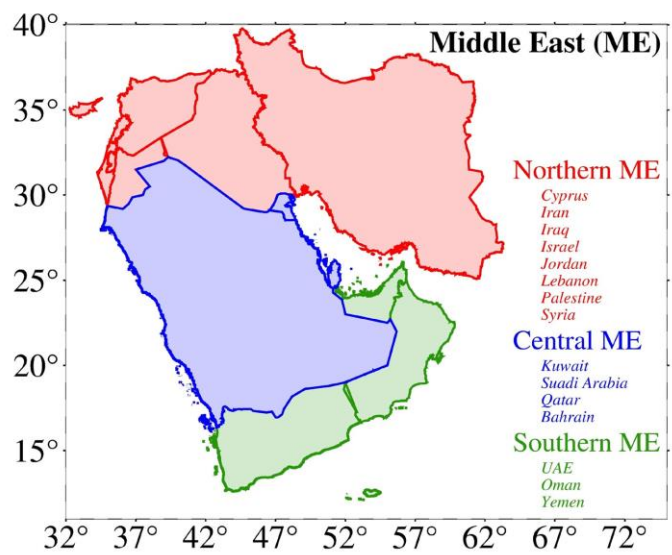 Middle East (ME)
40°
35°
30°
25°
20°
15°
Northern ME
Cyprus
Iran
Iraq
Israel
Jordan
Lebanon
Palestine
Syria
Central ME
Kuwait
Suadi Arabia
Qatar
Bahrain
Southern ME
UAE
Oman
Yemen
32° 37° 42° 47° 52° 57° 62° 67° 72°